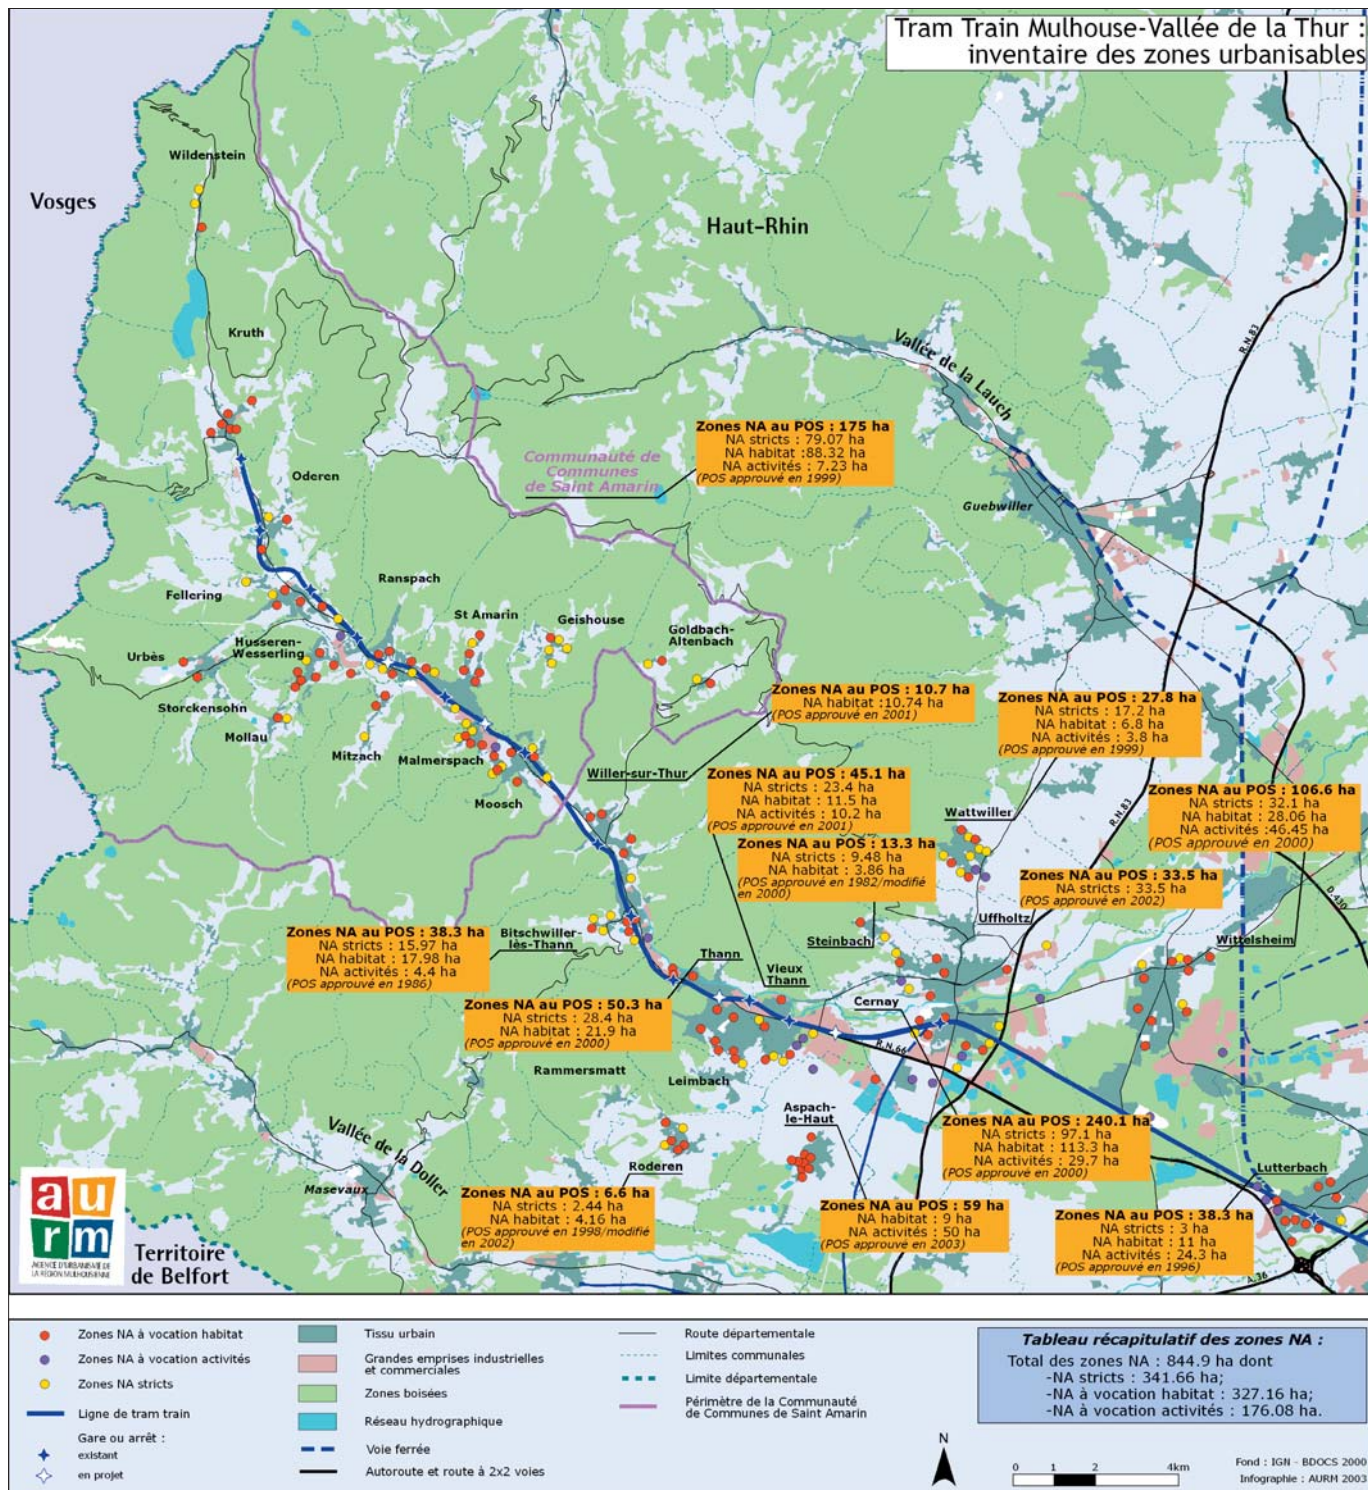 Tram Train Mulhouse-Vallée de la Thur :
inventaire des zones urbanisables
Wildenstein
Vosges
Haut-Rhin
Kruth
R.N.83
Vallée de la Lauch
Zones NA au POS : 175 ha
NA stricts : 79.07 ha
NA habitat :88.32 ha
NA activités : 7.23 ha
(POS approuvé en 1999)
Communauté de
Communes
de Saint Amarin
Oderen
Guebwiller
Ranspach
Fellering
St Amarin
Geishouse
Goldbach-
Altenbach
Husseren-
Wesserling
Urbès
Storckensohn
Mollau
Mitzach
Malmerspach
Moosch
Willer-sur-Thur
Zones NA au POS : 10.7 ha
NA habitat :10.74 ha
(POS approuvé en 2001)
Zones NA au POS : 27.8 ha
NA stricts : 17.2 ha
NA habitat : 6.8 ha
NA activités : 3.8 ha
(POS approuvé en 1999)
Zones NA au POS : 45.1 ha
NA stricts : 23.4 ha
NA habitat : 11.5 ha
NA activités : 10.2 ha
(POS approuvé en 2001)
Zones NA au POS : 106.6 ha
NA stricts : 32.1 ha
NA habitat : 28.06 ha
NA activités :46.45 ha
(POS approuvé en 2000)
R.N.83
Wattwiller
Zones NA au POS : 13.3 ha
NA stricts : 9.48 ha
NA habitat : 3.86 ha
(POS approuvé en 1982/modifié
en 2000)
Zones NA au POS : 33.5 ha
NA stricts : 33.5 ha
(POS approuvé en 2002)
D.430
Uffholtz
Steinbach
Wittelsheim
Bitschwiller-
lès-Thann
Zones NA au POS : 38.3 ha
NA stricts : 15.97 ha
NA habitat : 17.98 ha
NA activités : 4.4 ha
(POS approuvé en 1986)
Thann
Vieux
Thann
Cernay
Zones NA au POS : 50.3 ha
NA stricts : 28.4 ha
NA habitat : 21.9 ha
(POS approuvé en 2000)
R.N.66
Rammersmatt
Leimbach
Aspach-
le-Haut
Vallée de la Doller
Roderen
Masevaux
Zones NA au POS : 240.1 ha
NA stricts : 97.1 ha
NA habitat : 113.3 ha
NA activités : 29.7 ha
(POS approuvé en 2000)
Lutterbach
Zones NA au POS : 6.6 ha
NA stricts : 2.44 ha
NA habitat : 4.16 ha
(POS approuvé en 1998/modifié
en 2002)
Zones NA au POS : 59 ha
NA habitat : 9 ha
NA activités : 50 ha
(POS approuvé en 2003)
Zones NA au POS : 38.3 ha
NA stricts : 3 ha
NA habitat : 11 ha
NA activités : 24.3 ha
(POS approuvé en 1996)
A.36
aurm
AGENCE D'URBANISME DE
LA RÉGION MULHOUSIENNE
Territoire
de Belfort
Zones NA à vocation habitat
Zones NA à vocation activités
Zones NA stricts
Ligne de tram train
Gare ou arrêt :
existant
en projet
Tissu urbain
Grandes emprises industrielles
et commerciales
Zones boisées
Réseau hydrographique
Voie ferrée
Autoroute et route à 2x2 voies
Route départementale
Limites communales
Limite départementale
Périmètre de la Communauté
de Communes de Saint Amarin
Tableau récapitulatif des zones NA :
Total des zones NA : 844.9 ha dont
-NA stricts : 341.66 ha;
-NA à vocation habitat : 327.16 ha;
-NA à vocation activités : 176.08 ha.
N
0 1 2 4km
Fond : IGN - BDOCS 2000
Infographie : AURM 2003